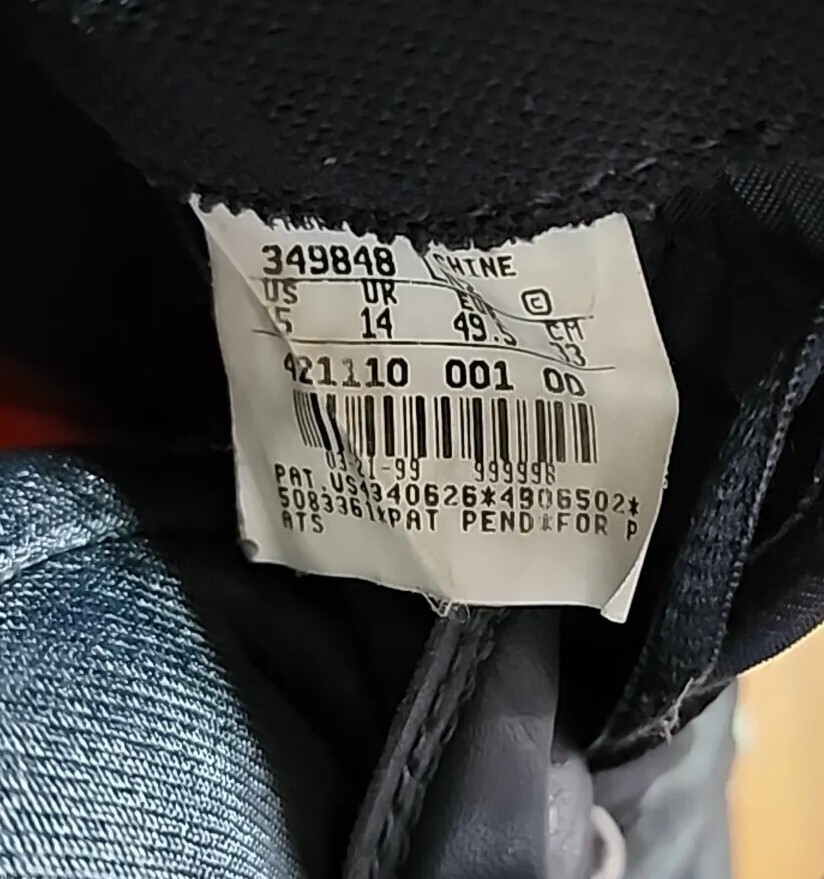 349848
US UK EUR ©
5 14 49.5 CM
33
421110 001 00
03-21-99 999996
PAT.US4340626*4906502*
5083361*PAT PEND*FOR P
ATS